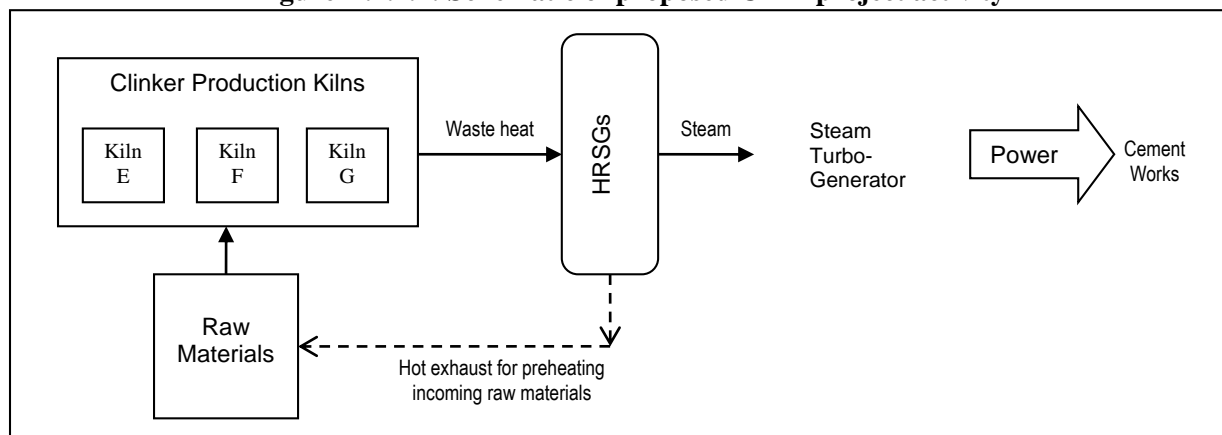 Clinker Production Kilns
Kiln
E
Kiln
F
Kiln
G
Waste heat
HRSGs
Steam
Steam
Turbo-
Generator
Power
Cement
Works
Raw
Materials
Hot exhaust for preheating
incoming raw materials